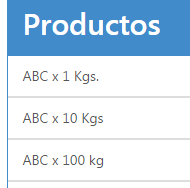 Productos
ABC x 1 Kgs.
ABC x 10 Kgs
ABC x 100 kg